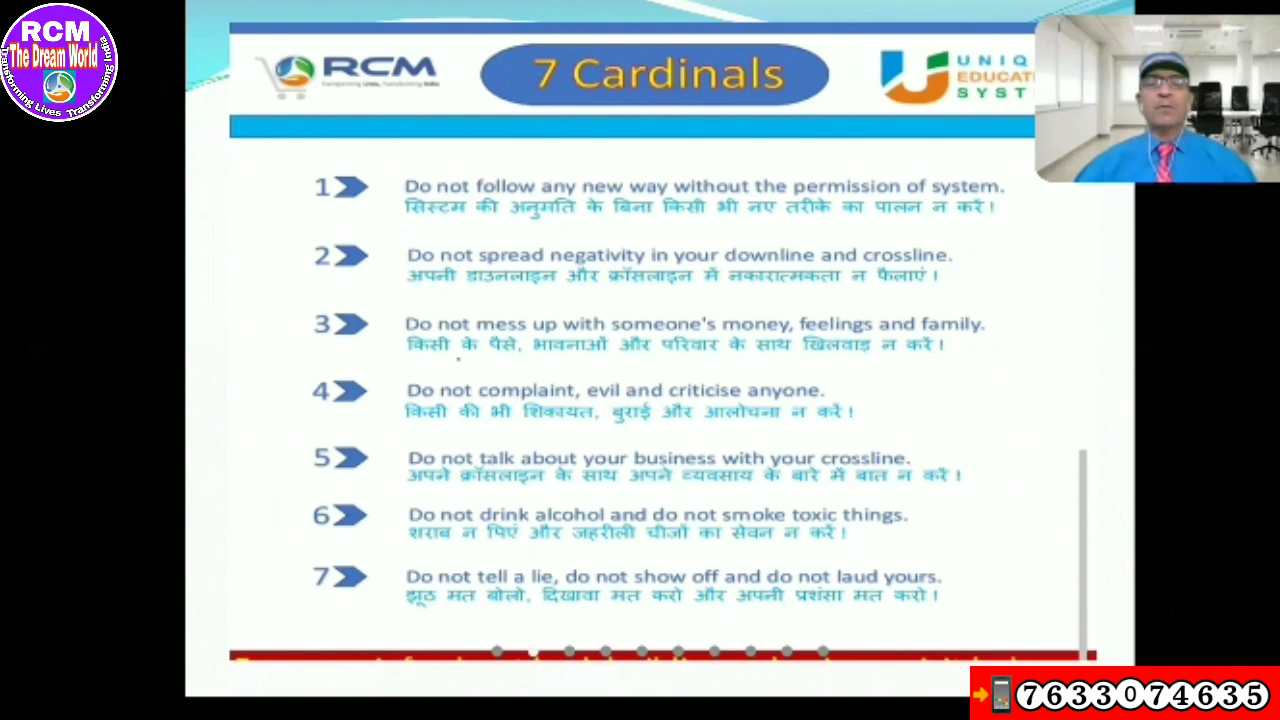 RCM
The Dream World
Transforming Lives Transforming India
RCM
Transforming Lives, Transforming India
7 Cardinals
UNIQ
EDUCAT
SYST
1 Do not follow any new way without the permission of system.
सिस्टम की अनुमति के बिना किसी भी नए तरीके का पालन न करें !
2 Do not spread negativity in your downline and crossline.
अपनी डाउनलाइन और क्रॉसलाइन में नकारात्मकता न फैलाएं !
3 Do not mess up with someone's money, feelings and family.
किसी के पैसे, भावनाओं और परिवार के साथ खिलवाड़ न करें !
4 Do not complaint, evil and criticise anyone.
किसी की भी शिकायत, बुराई और आलोचना न करें !
5 Do not talk about your business with your crossline.
अपने क्रॉसलाइन के साथ अपने व्यवसाय के बारे में बात न करें !
6 Do not drink alcohol and do not smoke toxic things.
शराब न पिएं और जहरीली चीजों का सेवन न करें !
7 Do not tell a lie, do not show off and do not laud yours.
झूठ मत बोलो, दिखावा मत करो और अपनी प्रशंसा मत करो !
7633074635